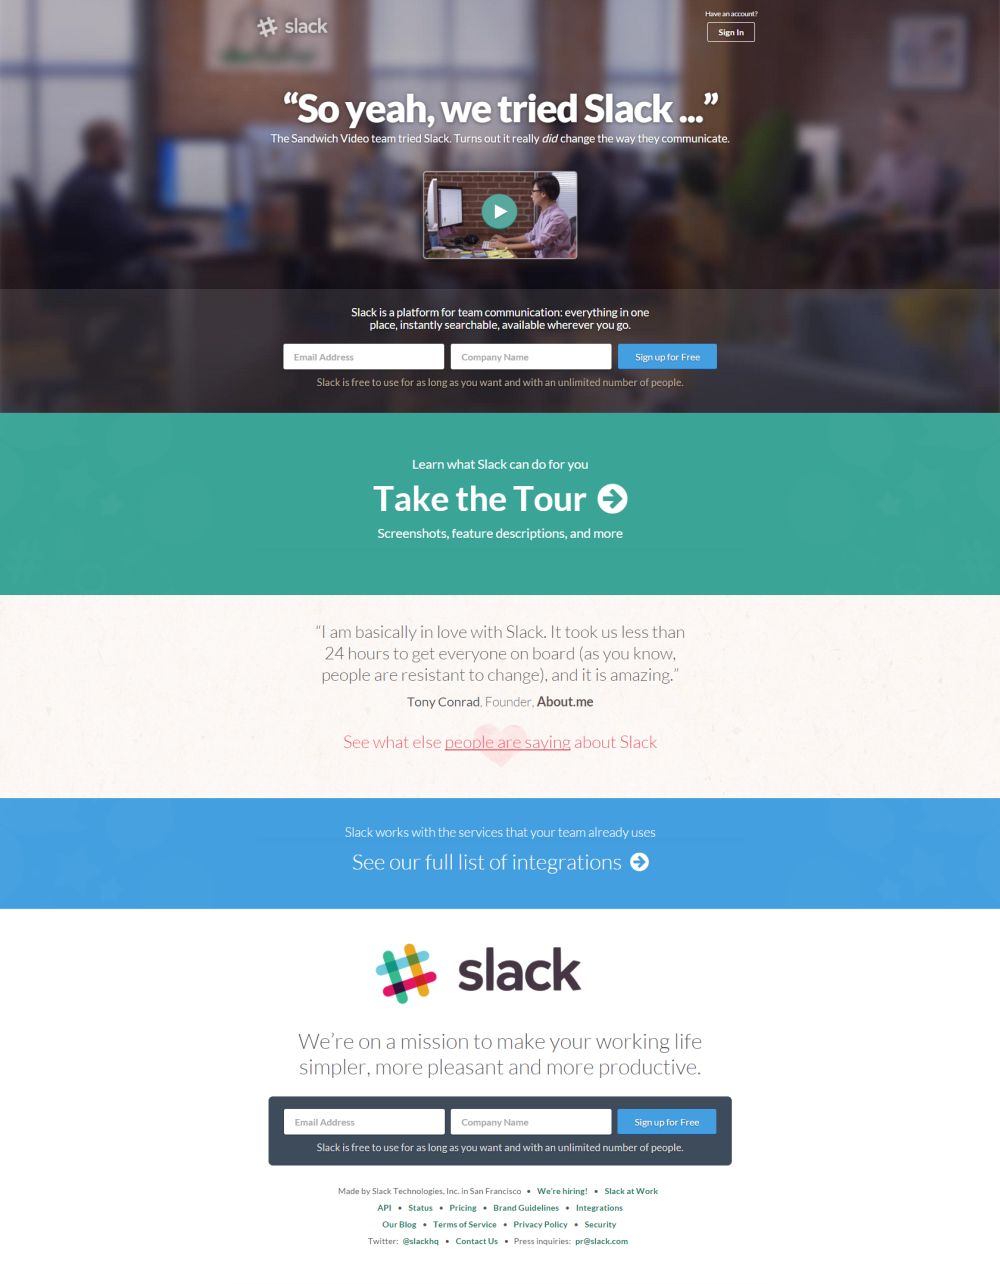 slack
Have an account?
Sign In
“So yeah, we tried Slack ...”
The Sandwich Video team tried Slack. Turns out it really did change the way they communicate.
Slack is a platform for team communication: everything in one
place, instantly searchable, available wherever you go.
Email Address
Company Name
Sign up for Free
Slack is free to use for as long as you want and with an unlimited number of people.
Learn what Slack can do for you
Take the Tour
Screenshots, feature descriptions, and more
“I am basically in love with Slack. It took us less than
24 hours to get everyone on board (as you know,
people are resistant to change), and it is amazing.”
Tony Conrad, Founder, About.me
See what else people are saying about Slack
Slack works with the services that your team already uses
See our full list of integrations
slack
We’re on a mission to make your working life
simpler, more pleasant and more productive.
Email Address
Company Name
Sign up for Free
Slack is free to use for as long as you want and with an unlimited number of people.
Made by Slack Technologies, Inc. in San Francisco • We're hiring! • Slack at Work
API • Status • Pricing • Brand Guidelines • Integrations
Our Blog • Terms of Service • Privacy Policy • Security
Twitter: @slackhq • Contact Us • Press inquiries: pr@slack.com